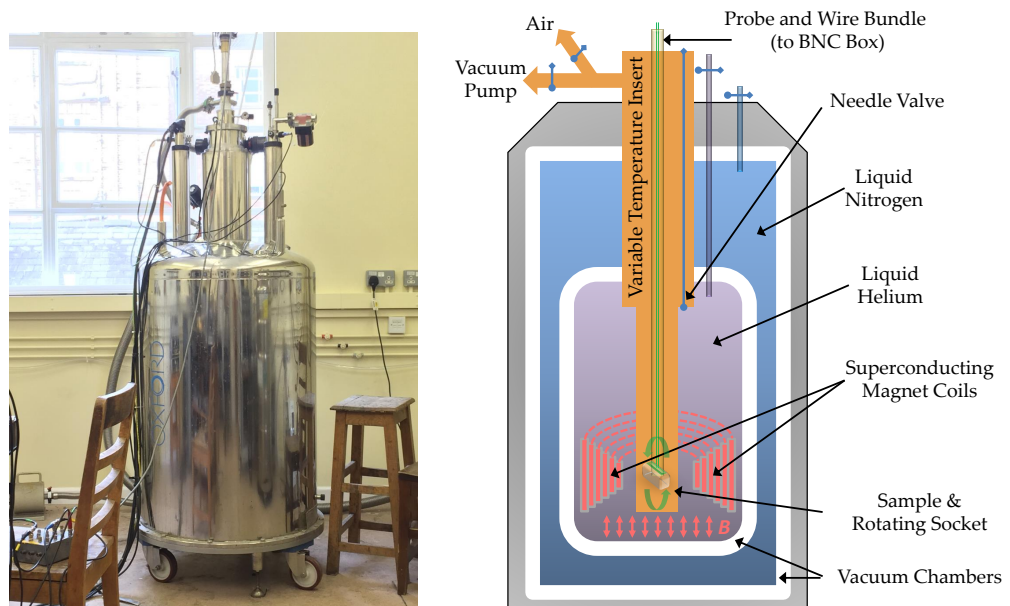 OXFORD
Air
Vacuum
Pump
Probe and Wire Bundle
(to BNC Box)
Variable Temperature Insert
Needle Valve
Liquid
Nitrogen
Liquid
Helium
Superconducting
Magnet Coils
Sample &
Rotating Socket
B
Vacuum Chambers